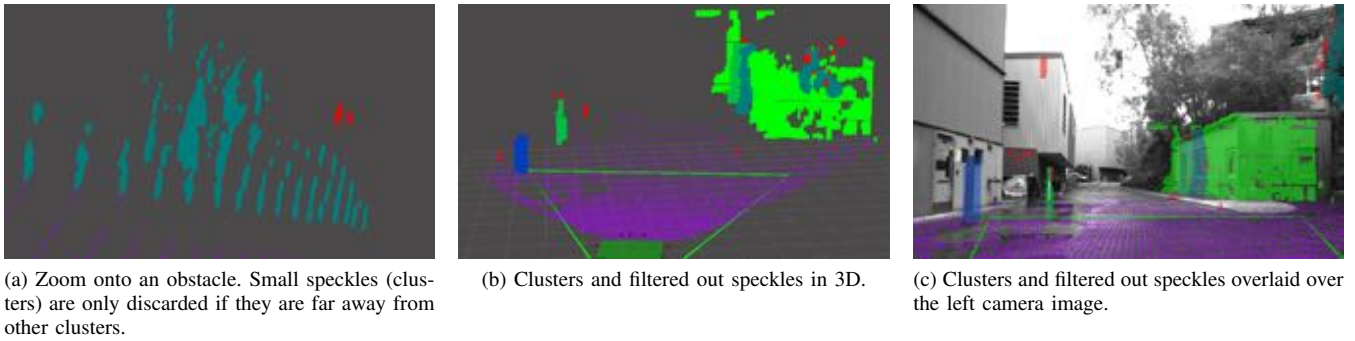 (a) Zoom onto an obstacle. Small speckles (clus-
ters) are only discarded if they are far away from
other clusters.
(b) Clusters and filtered out speckles in 3D.
(c) Clusters and filtered out speckles overlaid over
the left camera image.